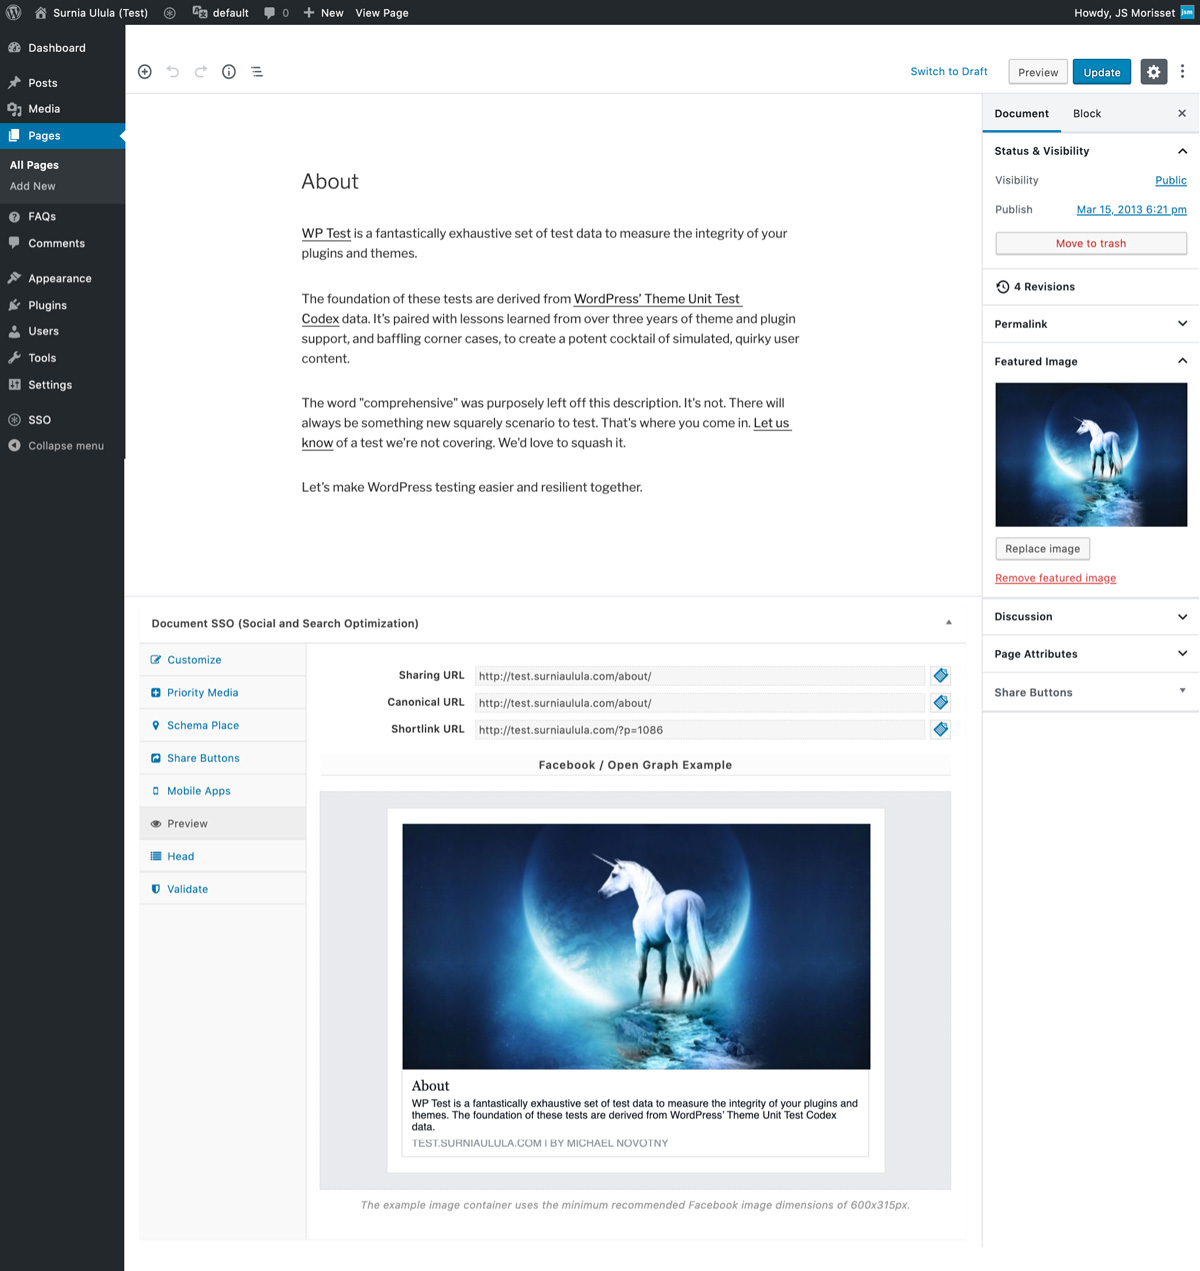 Surnia Ulula (Test) default 0 New View Page Howdy, JS Morisset jsm
Dashboard
Posts
Media
Pages
All Pages
Add New
FAQs
Comments
Appearance
Plugins
Users
Tools
Settings
SSO
Collapse menu
Switch to Draft Preview Update
About
WP Test is a fantastically exhaustive set of test data to measure the integrity of your
plugins and themes.
The foundation of these tests are derived from WordPress’ Theme Unit Test
Codex data. It’s paired with lessons learned from over three years of theme and plugin
support, and baffling corner cases, to create a potent cocktail of simulated, quirky user
content.
The word "comprehensive" was purposely left off this description. It’s not. There will
always be something new squarely scenario to test. That’s where you come in. Let us
know of a test we’re not covering. We’d love to squash it.
Let’s make WordPress testing easier and resilient together.
Document Block
Status & Visibility
Visibility Public
Publish Mar 15, 2013 6:21 pm
Move to trash
4 Revisions
Permalink
Featured Image
Replace image
Remove featured image
Discussion
Page Attributes
Share Buttons
Document SSO (Social and Search Optimization)
Customize
Priority Media
Schema Place
Share Buttons
Mobile Apps
Preview
Head
Validate
Sharing URL http://test.surniaulula.com/about/
Canonical URL http://test.surniaulula.com/about/
Shortlink URL http://test.surniaulula.com/?p=1086
Facebook / Open Graph Example
About
WP Test is a fantastically exhaustive set of test data to measure the integrity of your plugins and
themes. The foundation of these tests are derived from WordPress’ Theme Unit Test Codex
data.
TEST.SURNIAULULA.COM | BY MICHAEL NOVOTNY
The example image container uses the minimum recommended Facebook image dimensions of 600x315px.